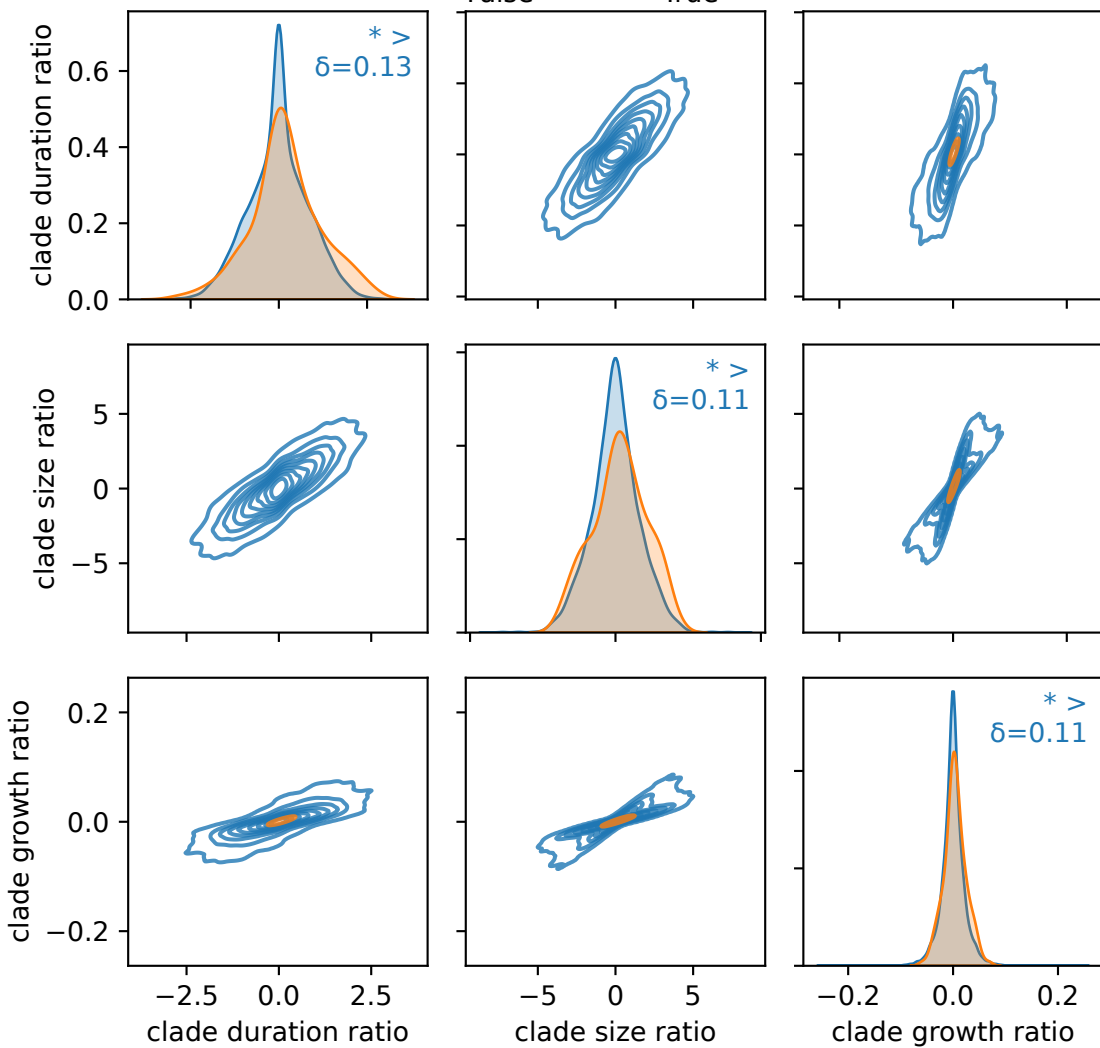 True
clade duration ratio
0.6
0.4
0.2
0.0
* >
δ=0.13
clade size ratio
5
0
−5
* >
δ=0.11
clade growth ratio
0.2
0.0
−0.2
* >
δ=0.11
−2.5
0.0
2.5
−5
0
5
−0.2
0.0
0.2
clade duration ratio
clade size ratio
clade growth ratio